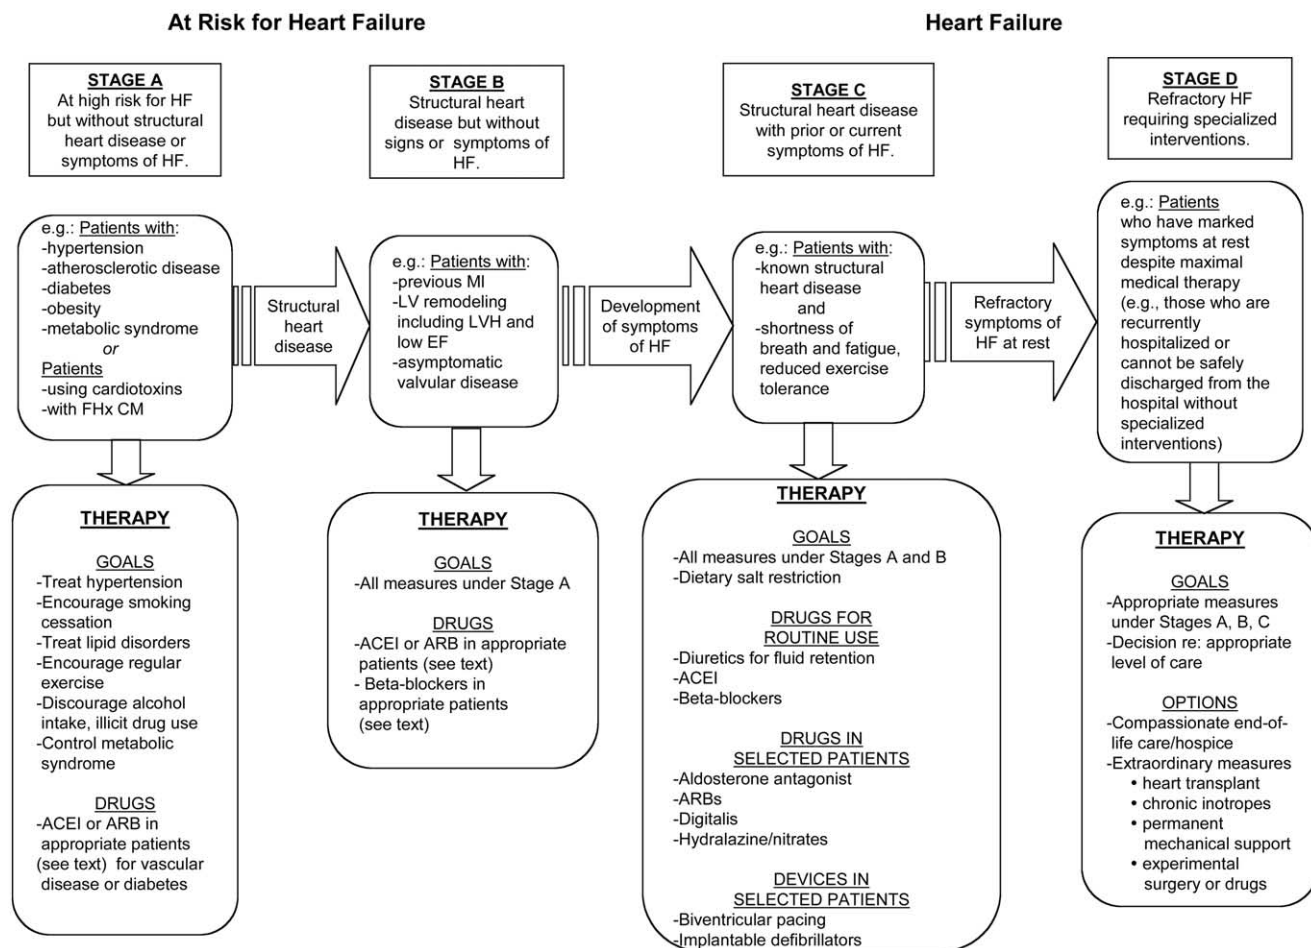 At Risk for Heart Failure
Heart Failure
STAGE A
At high risk for HF
but without structural
heart disease or
symptoms of HF.
STAGE B
Structural heart
disease but without
signs or symptoms of
HF.
STAGE C
Structural heart disease
with prior or current
symptoms of HF.
STAGE D
Refractory HF
requiring specialized
interventions.
e.g.: Patients with:
-hypertension
-atherosclerotic disease
-diabetes
-obesity
-metabolic syndrome
or
Patients
-using cardiotoxins
-with FHx CM
Structural
heart
disease
e.g.: Patients with:
-previous MI
-LV remodeling
including LVH and
low EF
-asymptomatic
valvular disease
Development
of symptoms
of HF
e.g.: Patients with:
-known structural
heart disease
and
-shortness of
breath and fatigue,
reduced exercise
tolerance
Refractory
symptoms of
HF at rest
e.g.: Patients
who have marked
symptoms at rest
despite maximal
medical therapy
(e.g., those who are
recurrently
hospitalized or
cannot be safely
discharged from the
hospital without
specialized
interventions)
THERAPY
GOALS
-Treat hypertension
-Encourage smoking
cessation
-Treat lipid disorders
-Encourage regular
exercise
-Discourage alcohol
intake, illicit drug use
-Control metabolic
syndrome
DRUGS
-ACEI or ARB in
appropriate patients
(see text) for vascular
disease or diabetes
THERAPY
GOALS
-All measures under Stage A
DRUGS
-ACEI or ARB in appropriate
patients (see text)
- Beta-blockers in
appropriate patients
(see text)
THERAPY
GOALS
-All measures under Stages A and B
-Dietary salt restriction
DRUGS FOR
ROUTINE USE
-Diuretics for fluid retention
-ACEI
-Beta-blockers
DRUGS IN
SELECTED PATIENTS
-Aldosterone antagonist
-ARBs
-Digitalis
-Hydralazine/nitrates
DEVICES IN
SELECTED PATIENTS
-Biventricular pacing
-Implantable defibrillators
THERAPY
GOALS
-Appropriate measures
under Stages A, B, C
-Decision re: appropriate
level of care
OPTIONS
-Compassionate end-of-
life care/hospice
-Extraordinary measures
• heart transplant
• chronic inotropes
• permanent
mechanical support
• experimental
surgery or drugs